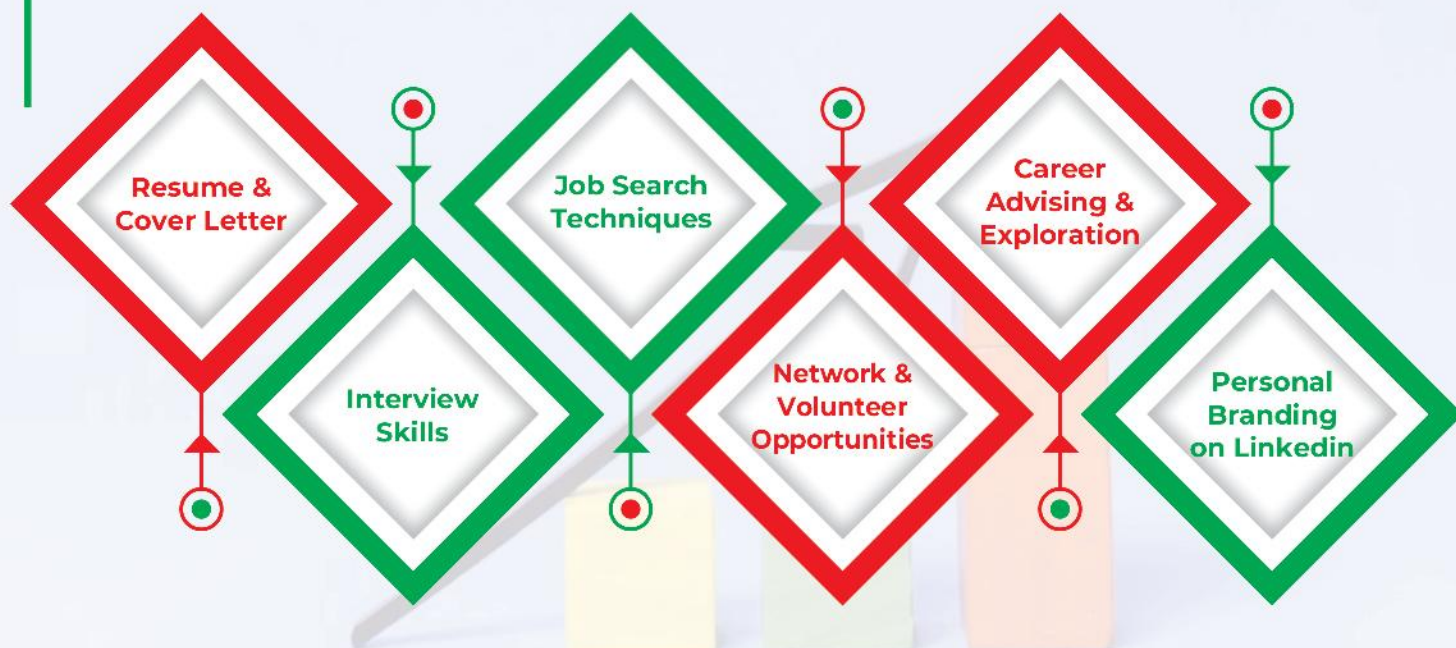 Resume &
Cover Letter
Interview
Skills
Job Search
Techniques
Network &
Volunteer
Opportunities
Career
Advising &
Exploration
Personal
Branding
on Linkedin